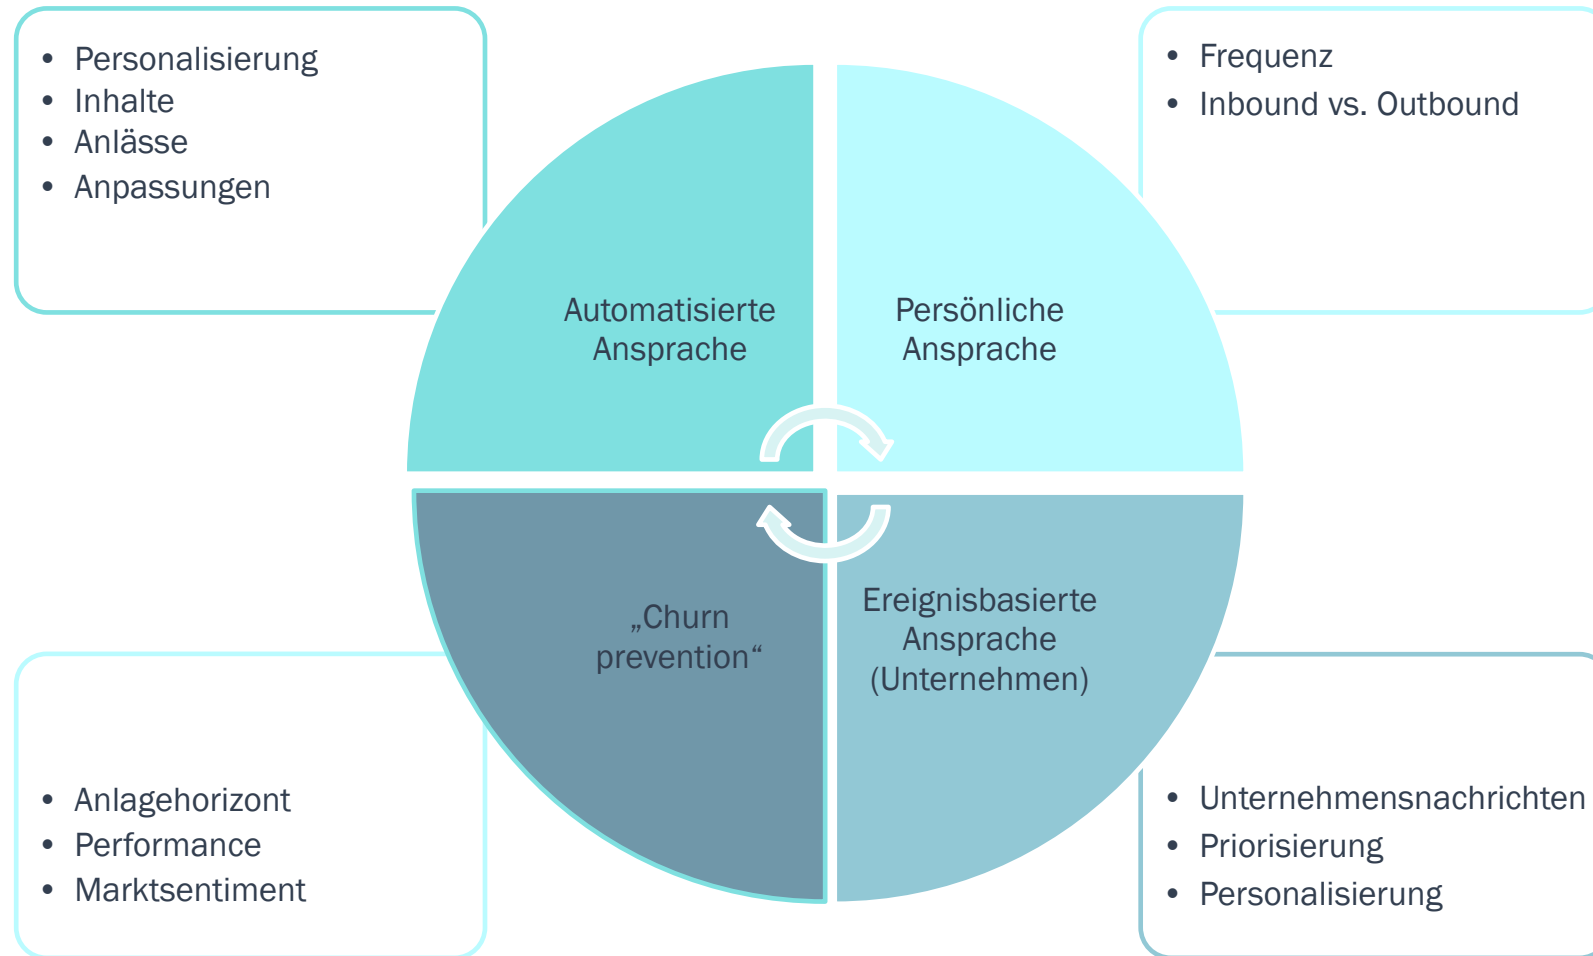 • Personalisierung
• Inhalte
• Anlässe
• Anpassungen
• Frequenz
• Inbound vs. Outbound
Automatisierte
Ansprache
Persönliche
Ansprache
„Churn
prevention“
Ereignisbasierte
Ansprache
(Unternehmen)
• Anlagehorizont
• Performance
• Marktsentiment
• Unternehmensnachrichten
• Priorisierung
• Personalisierung